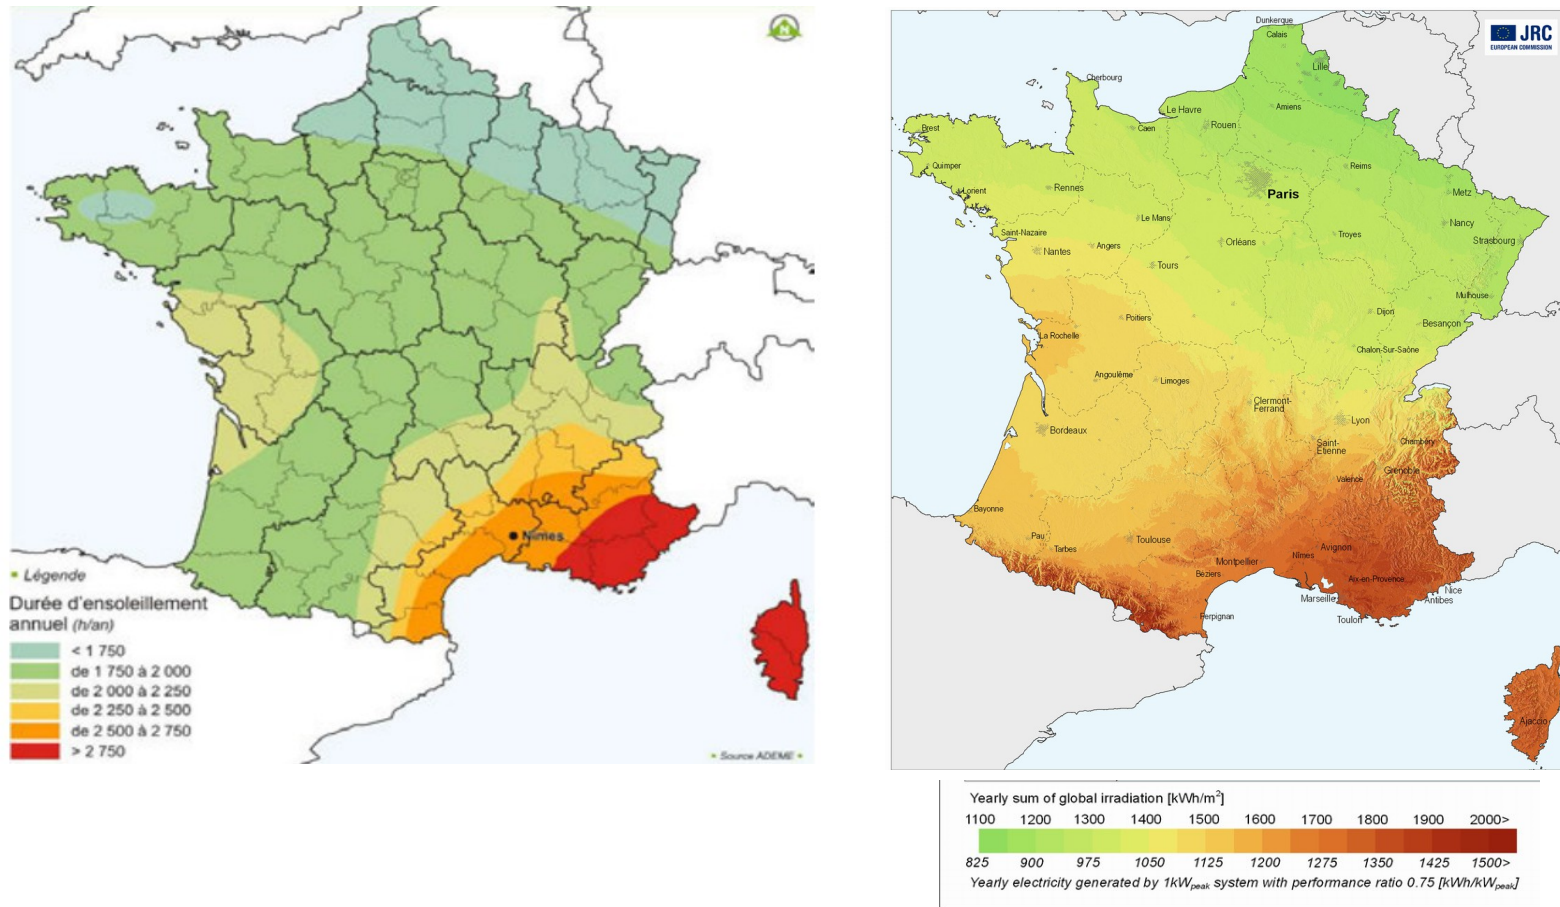 Nîmes
Légende
Durée d'ensoleillement
annuel (h/an)
< 1 750
de 1 750 à 2 000
de 2 000 à 2 250
de 2 250 à 2 500
de 2 500 à 2 750
> 2 750
Source ADEME
JRC
EUROPEAN COMMISSION
Dunkerque
Calais
Lille
Cherbourg
Amiens
Le Havre
Rouen
Caen
Brest
Reims
Quimper
Metz
Rennes
Lorient
Paris
Le Mans
Nancy
Saint-Nazaire
Troyes
Strasbourg
Orléans
Angers
Nantes
Tours
Mulhouse
Dijon
Poitiers
Besançon
La Rochelle
Chalon-Sur-Saône
Angoulême
Limoges
Clermont-
Ferrand
Lyon
Bordeaux
Saint-
Etienne
Chambéry
Grenoble
Valence
Bayonne
Pau
Toulouse
Tarbes
Avignon
Nîmes
Montpellier
Béziers
Aix-en-Provence
Nice
Marseille
Antibes
Perpignan
Toulon
Ajaccio
Yearly sum of global irradiation [kWh/m²]
1100 1200 1300 1400 1500 1600 1700 1800 1900 2000>
825 900 975 1050 1125 1200 1275 1350 1425 1500>
Yearly electricity generated by 1kWpeak system with performance ratio 0.75 [kWh/kWpeak]